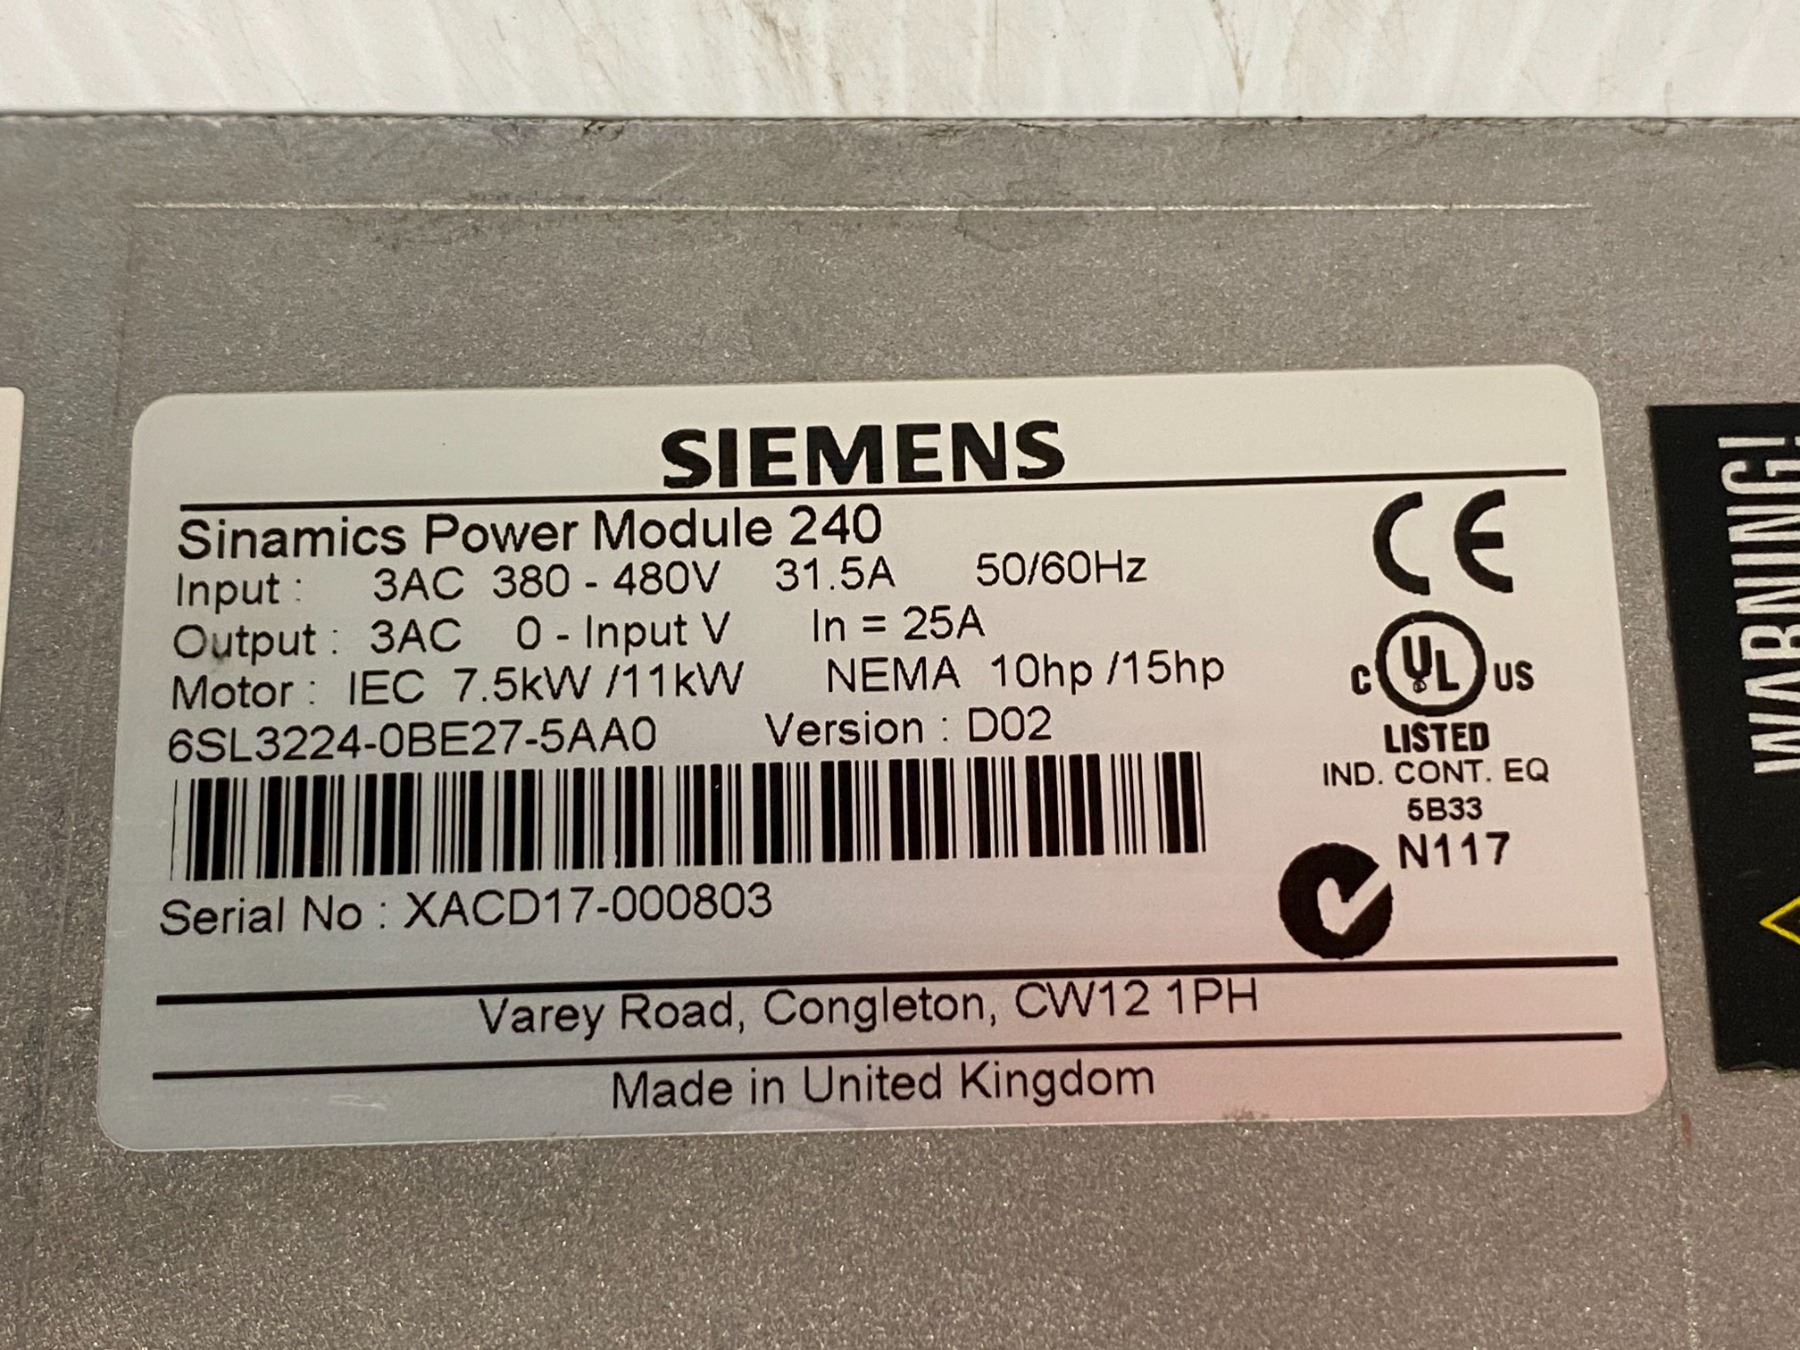 SIEMENS
Sinamics Power Module 240
Input : 3AC 380 - 480V 31.5A 50/60Hz
Output : 3AC 0 - Input V In = 25A
Motor : IEC 7.5kW /11kW NEMA 10hp /15hp
6SL3224-0BE27-5AA0 Version : D02
Serial No : XACD17-000803
CE
c UL US
LISTED
IND. CONT. EQ
5B33
N117
Varey Road, Congleton, CW12 1PH
Made in United Kingdom
WARNING!